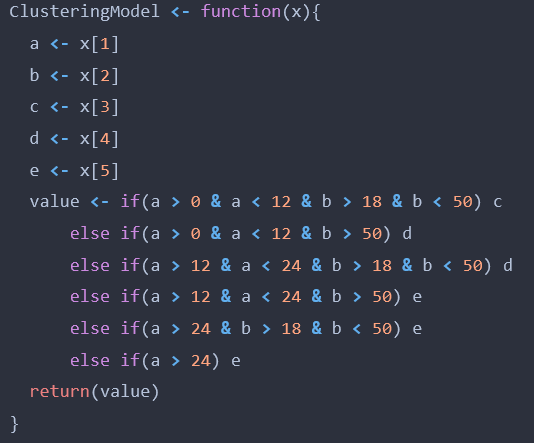 ClusteringModel <- function(x){
  a <- x[1]
  b <- x[2]
  c <- x[3]
  d <- x[4]
  e <- x[5]
  value <- if(a > 0 & a < 12 & b > 18 & b < 50) c
      else if(a > 0 & a < 12 & b > 50) d
      else if(a > 12 & a < 24 & b > 18 & b < 50) d
      else if(a > 12 & a < 24 & b > 50) e
      else if(a > 24 & b > 18 & b < 50) e
      else if(a > 24) e
  return(value)
}